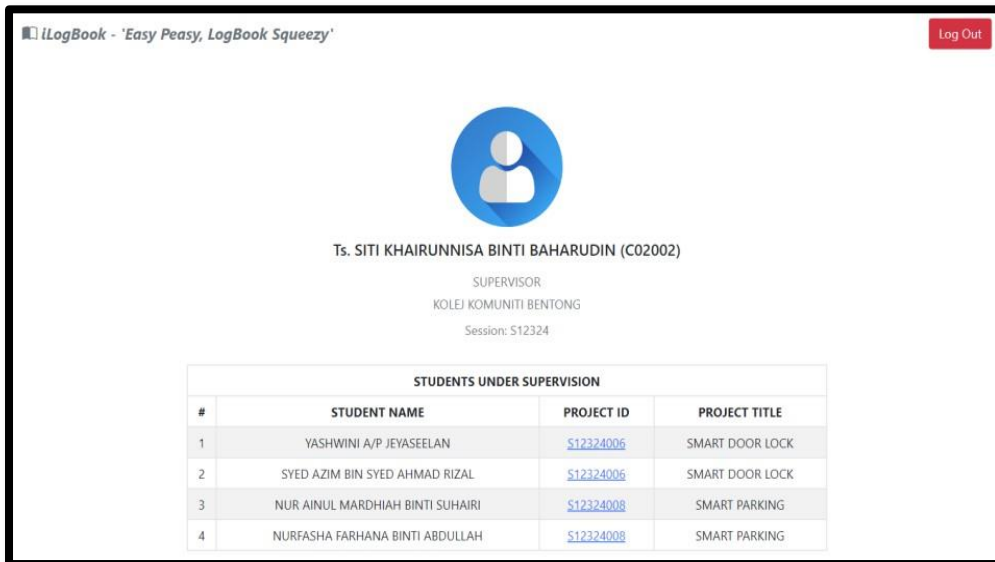 iLogBook - 'Easy Peasy, LogBook Squeezy'
Log Out
Ts. SITI KHAIRUNNISA BINTI BAHARUDIN (C02002)
SUPERVISOR
KOLEJ KOMUNITI BENTONG
Session: S12324
STUDENTS UNDER SUPERVISION
# STUDENT NAME PROJECT ID PROJECT TITLE
1 YASHWINI A/P JEYASEELAN S12324006 SMART DOOR LOCK
2 SYED AZIM BIN SYED AHMAD RIZAL S12324006 SMART DOOR LOCK
3 NUR AINUL MARDHIAH BINTI SUHAIRI S12324008 SMART PARKING
4 NURFASHA FARHANA BINTI ABDULLAH S12324008 SMART PARKING